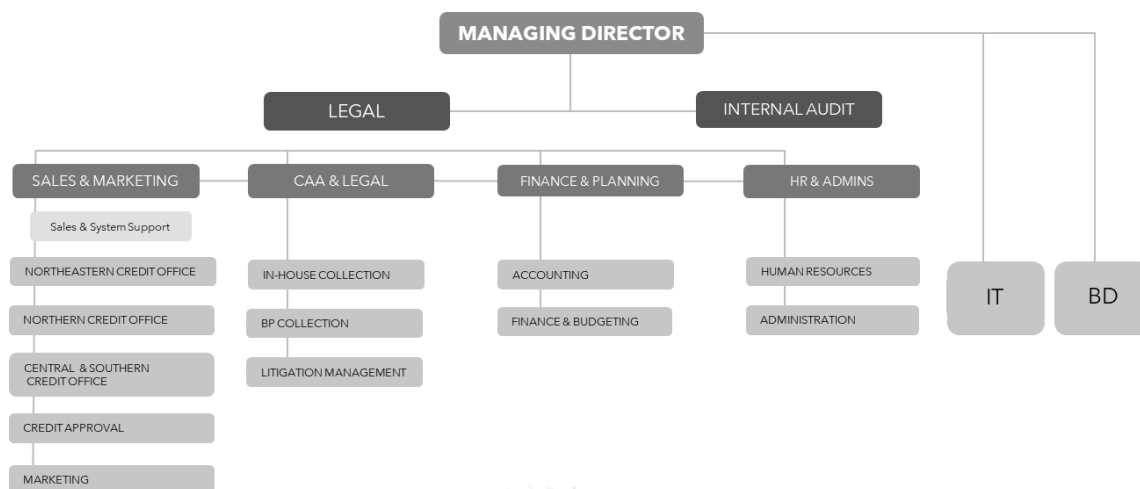 MANAGING DIRECTOR
LEGAL
INTERNAL AUDIT
SALES & MARKETING
CAA & LEGAL
FINANCE & PLANNING
HR & ADMINS
Sales & System Support
NORTHEASTERN CREDIT OFFICE
IN-HOUSE COLLECTION
ACCOUNTING
HUMAN RESOURCES
IT
BD
NORTHERN CREDIT OFFICE
BP COLLECTION
FINANCE & BUDGETING
ADMINISTRATION
CENTRAL & SOUTHERN
CREDIT OFFICE
LITIGATION MANAGEMENT
CREDIT APPROVAL
MARKETING